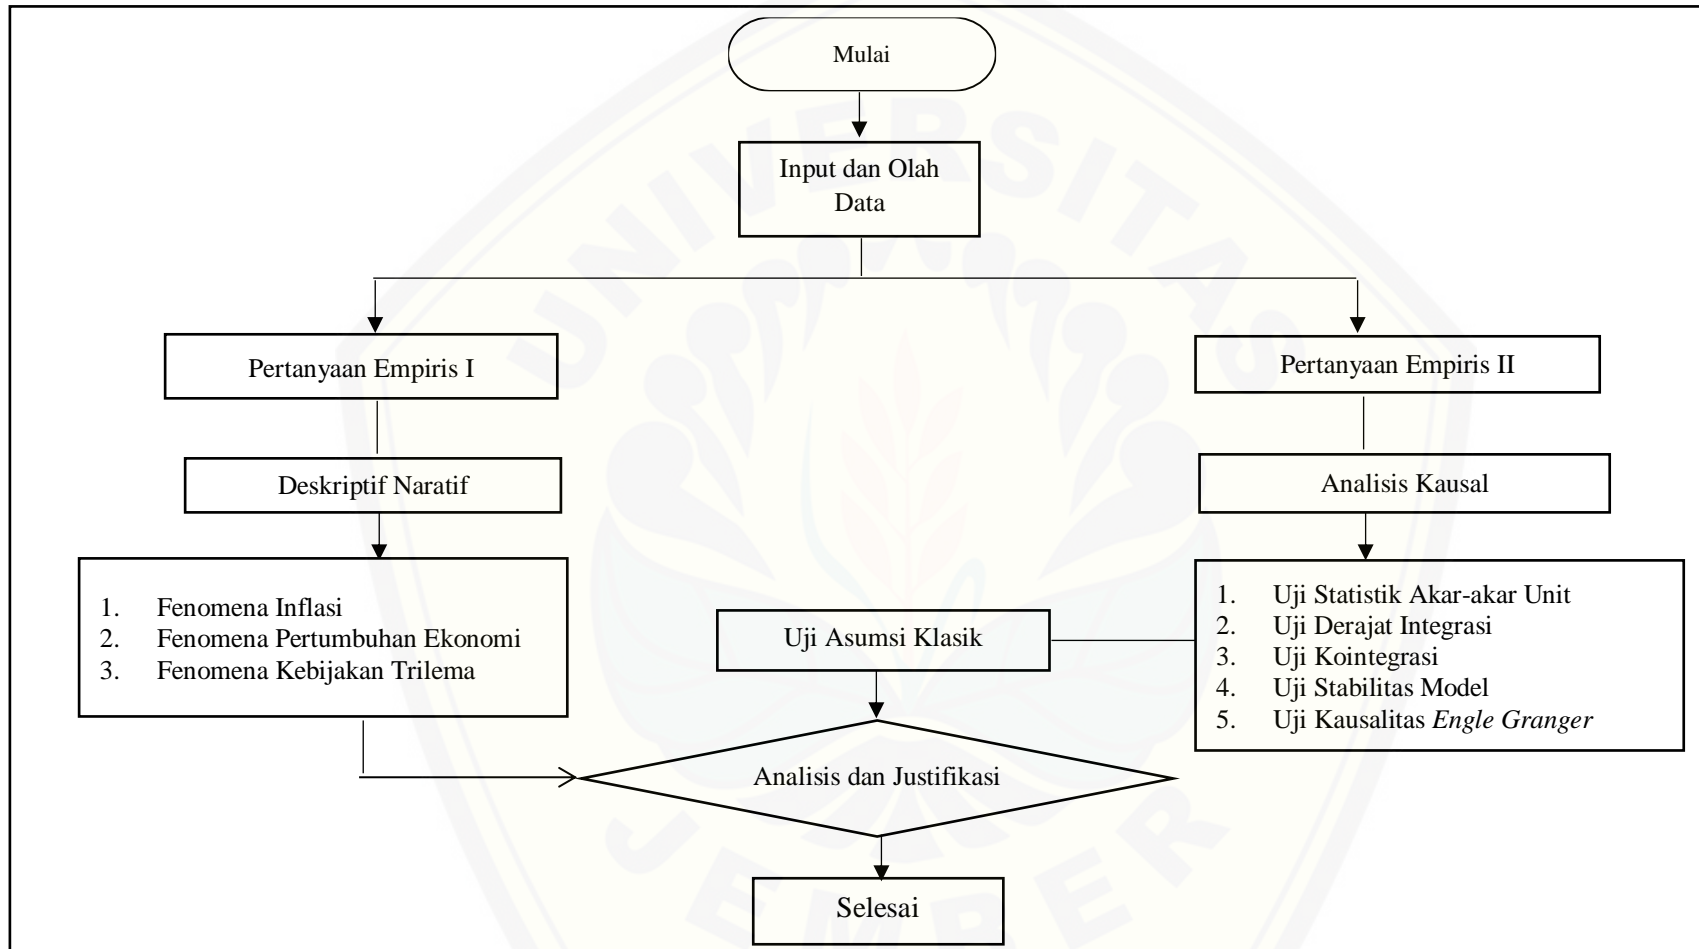 Mulai
Input dan Olah
Data
Pertanyaan Empiris I
Pertanyaan Empiris II
Deskriptif Naratif
Analisis Kausal
1. Fenomena Inflasi
2. Fenomena Pertumbuhan Ekonomi
3. Fenomena Kebijakan Trilema
Uji Asumsi Klasik
1. Uji Statistik Akar-akar Unit
2. Uji Derajat Integrasi
3. Uji Kointegrasi
4. Uji Stabilitas Model
5. Uji Kausalitas Engle Granger
Analisis dan Justifikasi
Selesai
UNIVERSITAS
JEMBER